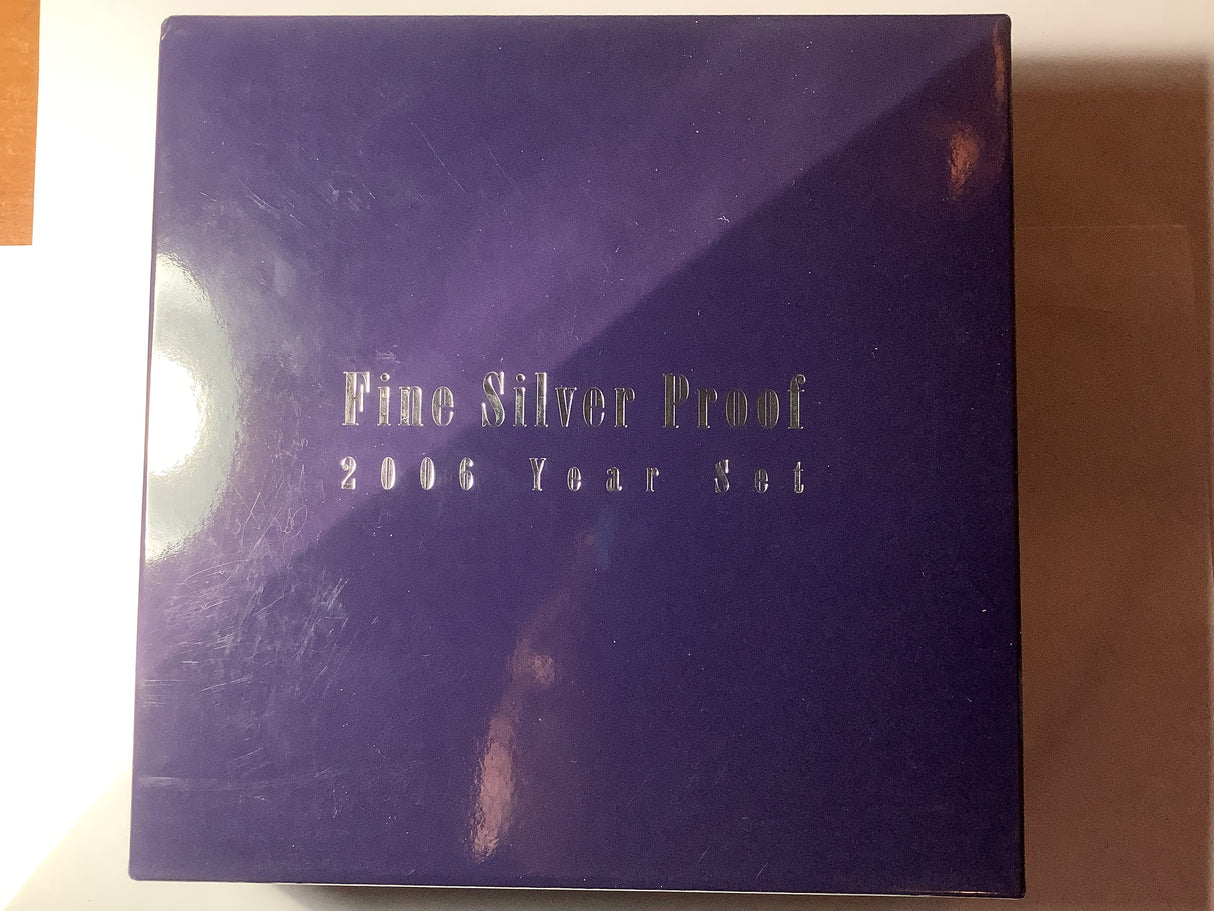 Fine Silver Proof
2006 Year Set